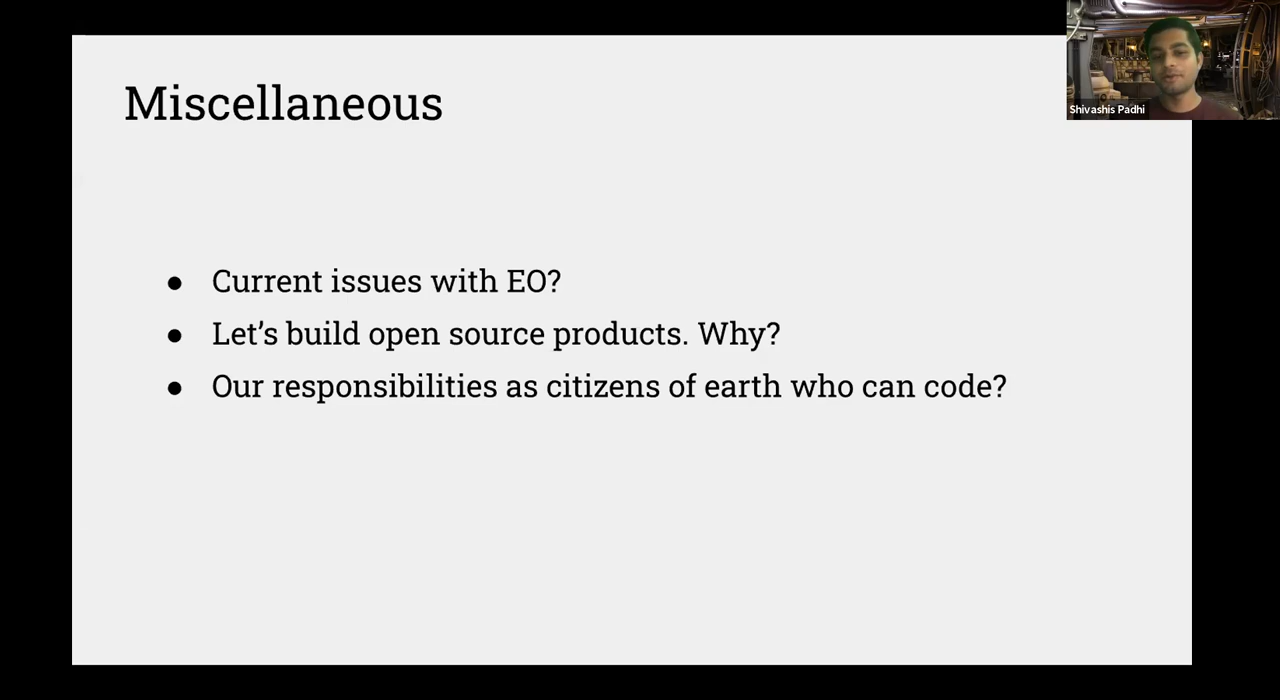 Miscellaneous
Shivashis Padhi
● Current issues with EO?
● Let’s build open source products. Why?
● Our responsibilities as citizens of earth who can code?